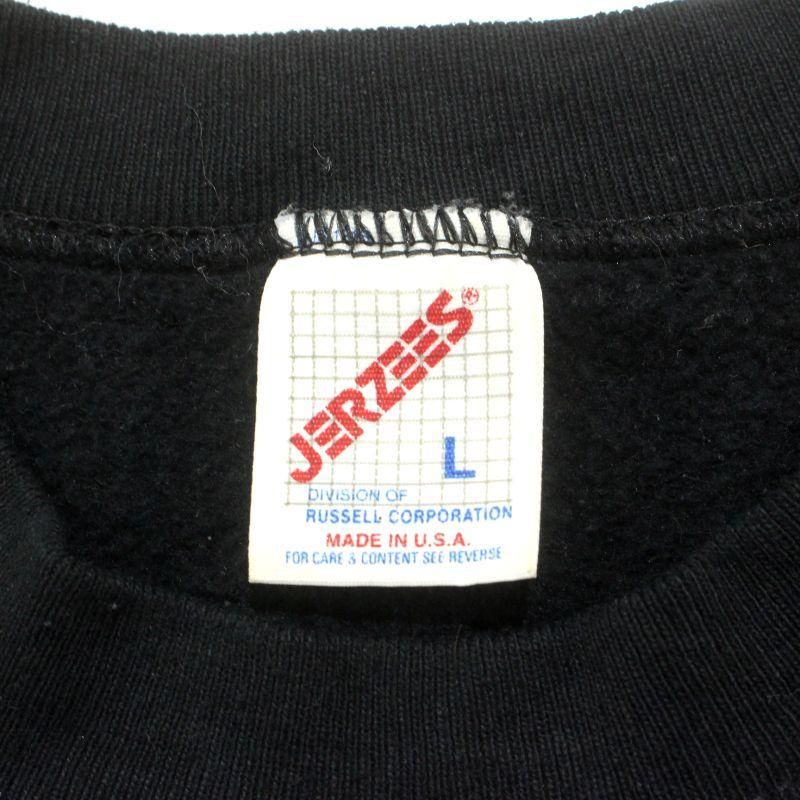 JERZEES®
L
DIVISION OF
RUSSELL CORPORATION
MADE IN U.S.A.
FOR CARE & CONTENT SEE REVERSE